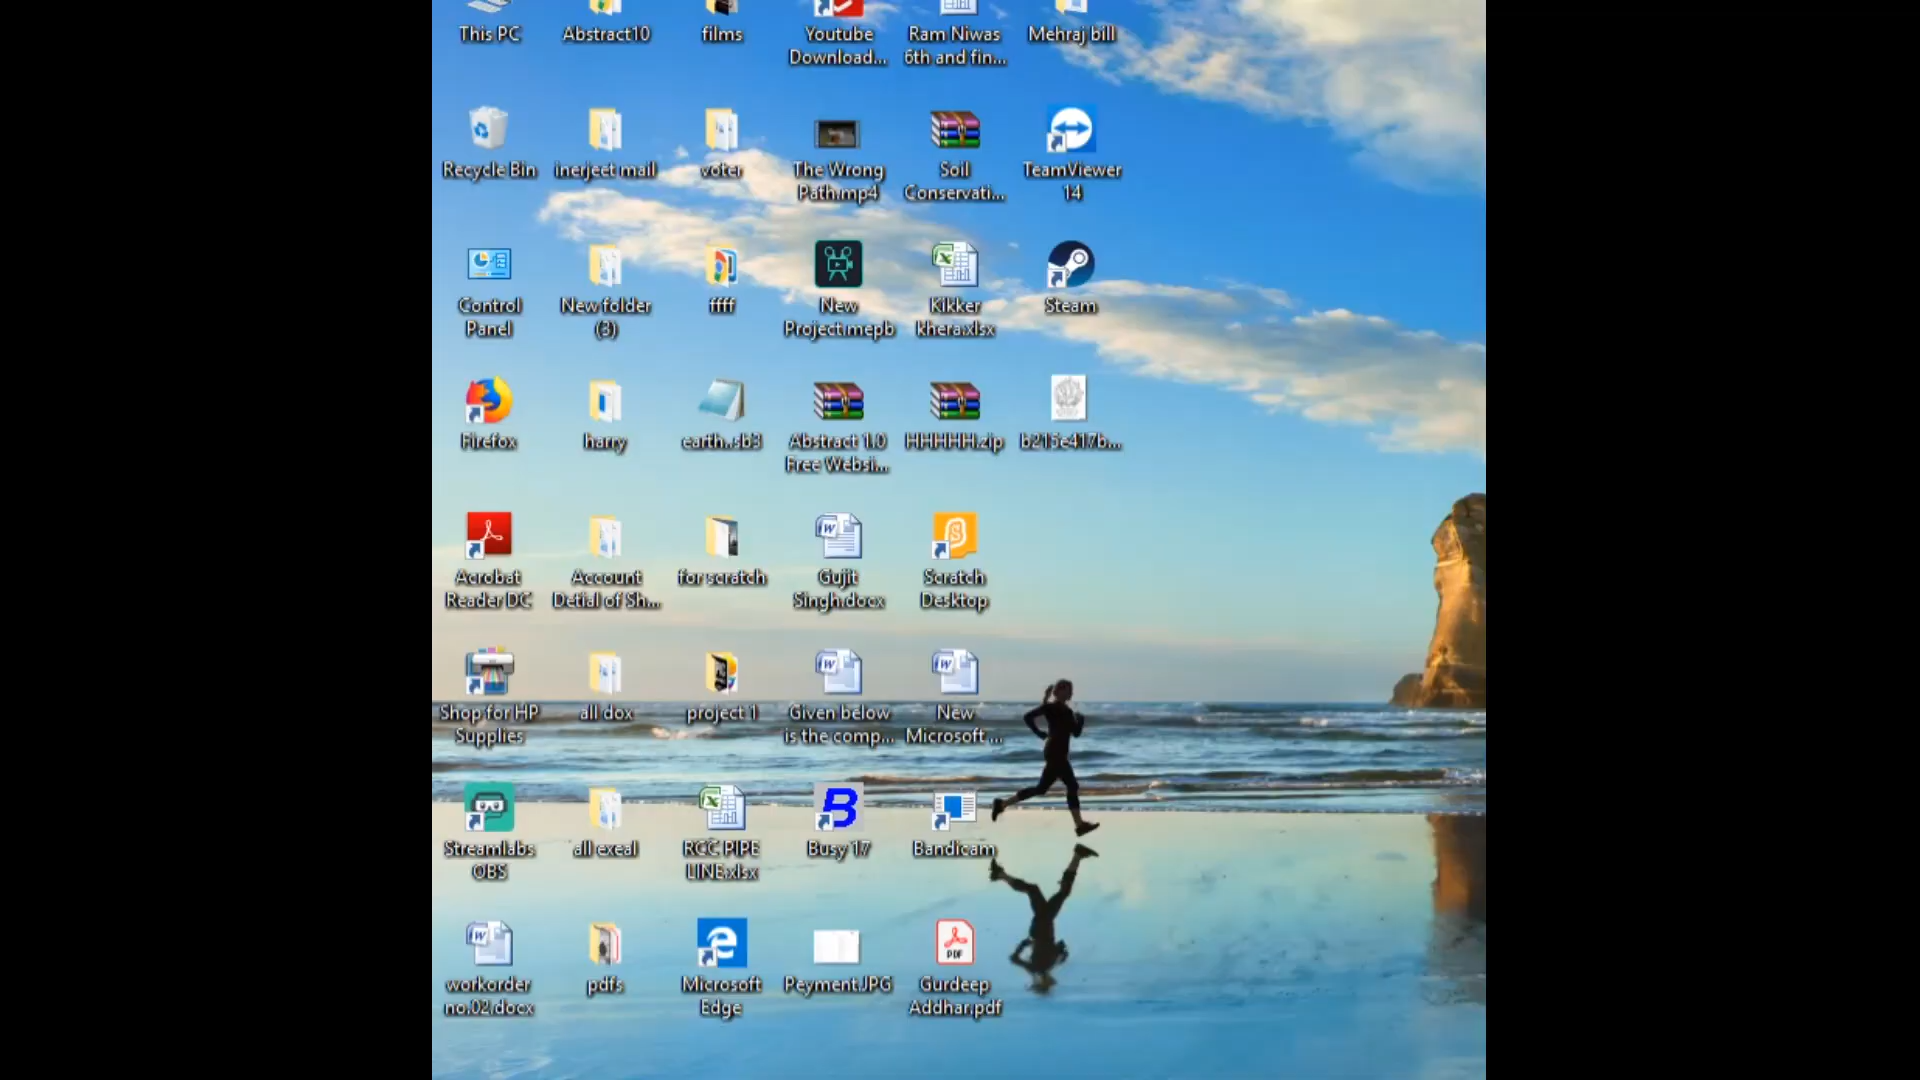 This PC
Abstract10
films
Youtube
Download...
Ram Niwas
6th and fin...
Mehraj bill
Recycle Bin
inerject mail
voter
The Wrong
Path.mp4
Soil
Conservati...
TeamViewer
14
Control
Panel
New folder
(3)
ffff
New
Project.mepb
Kikker
khera.xlsx
Steam
Firefox
harry
earth..sb3
Abstract 1.0
Free Websi...
HHHHH.zip
b215e417b...
Acrobat
Reader DC
Account
Detial of Sh...
for scratch
Gujit
Singh.docx
Scratch
Desktop
Shop for HP
Supplies
all dox
project 1
Given below
is the comp...
New
Microsoft ...
Streamlabs
OBS
all exeal
RCC PIPE
LINE.xlsx
Busy 17
Bandicam
workorder
no.02.docx
pdfs
Microsoft
Edge
Peyment.JPG
PDF
Gurdeep
Addhar.pdf